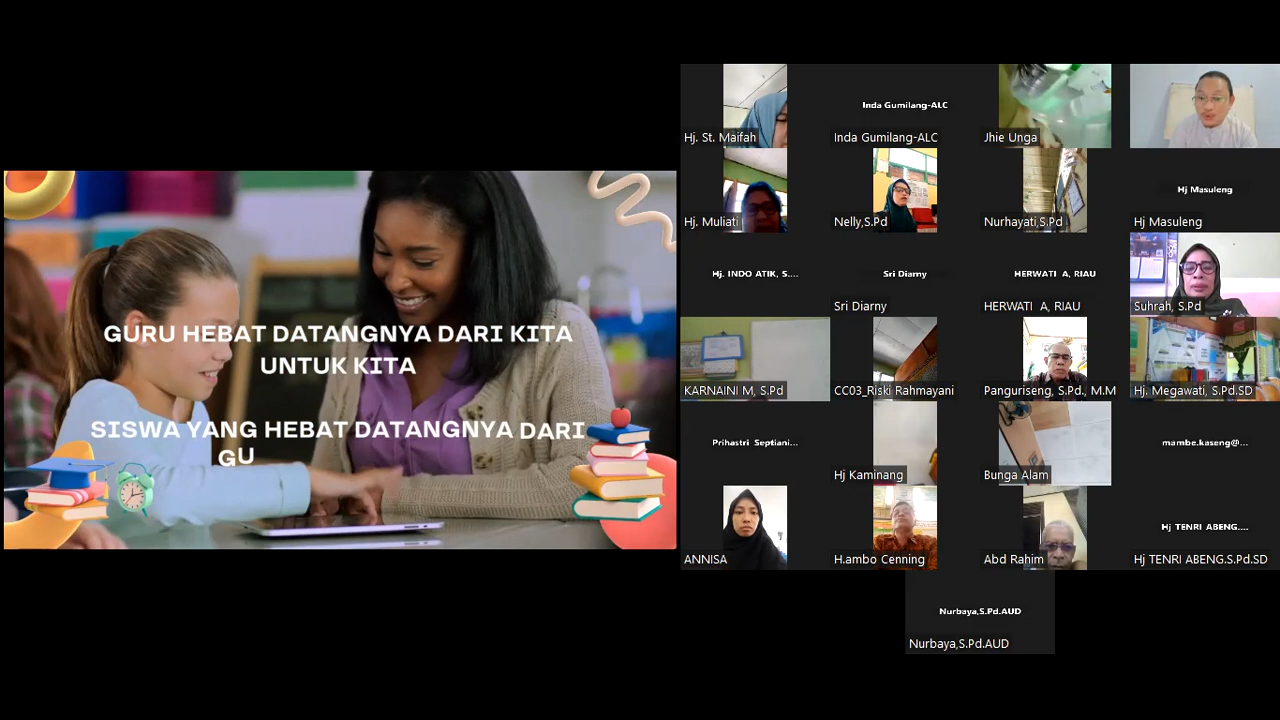 GURU HEBAT DATANGNYA DARI KITA
UNTUK KITA
SISWA YANG HEBAT DATANGNYA DARI
GU
Inda Gumilang-ALC
Hj. St. Maifah
Inda Gumilang-ALC
Jhie Unga
Hj Masuleng
Hj. Muliati
Nelly,S.Pd
Nurhayati,S.Pd
Hj Masuleng
Hj. INDO ATIK, S....
Sri Diarny
HERWATI A, RIAU
Sri Diarny
HERWATI A, RIAU
Suhrah, S.Pd
KARNAINI M, S.Pd
CC03_Riski Rahmayani
Panguriseng, S.Pd., M.M
Hj. Megawati, S.Pd.SD
Prihastri Septiani...
mambe.kaseng@...
Hj Kaminang
Bunga Alam
Hj TENRI ABENG....
ANNISA
H.ambo Cenning
Abd Rahim
Hj TENRI ABENG.S.Pd.SD
Nurbaya,S.Pd.AUD
Nurbaya,S.Pd.AUD